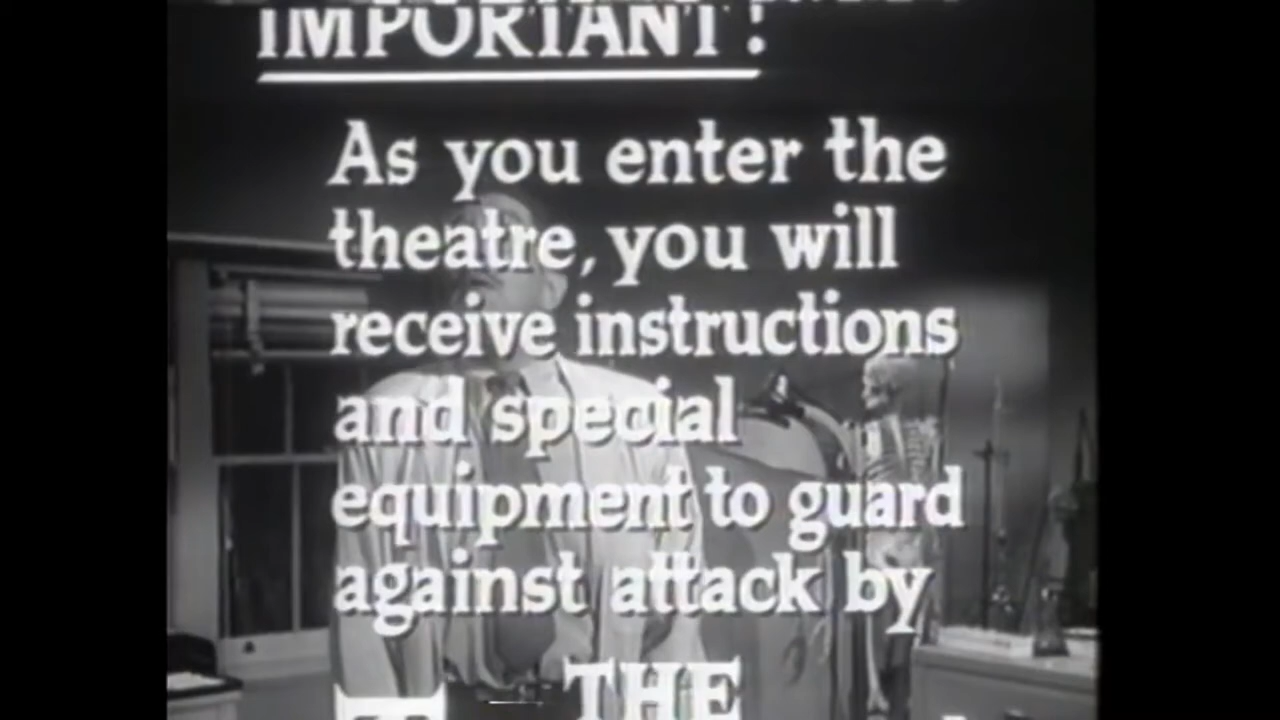 IMPORTANT!
As you enter the
theatre, you will
receive instructions
and special
equipment to guard
against attack by
THE